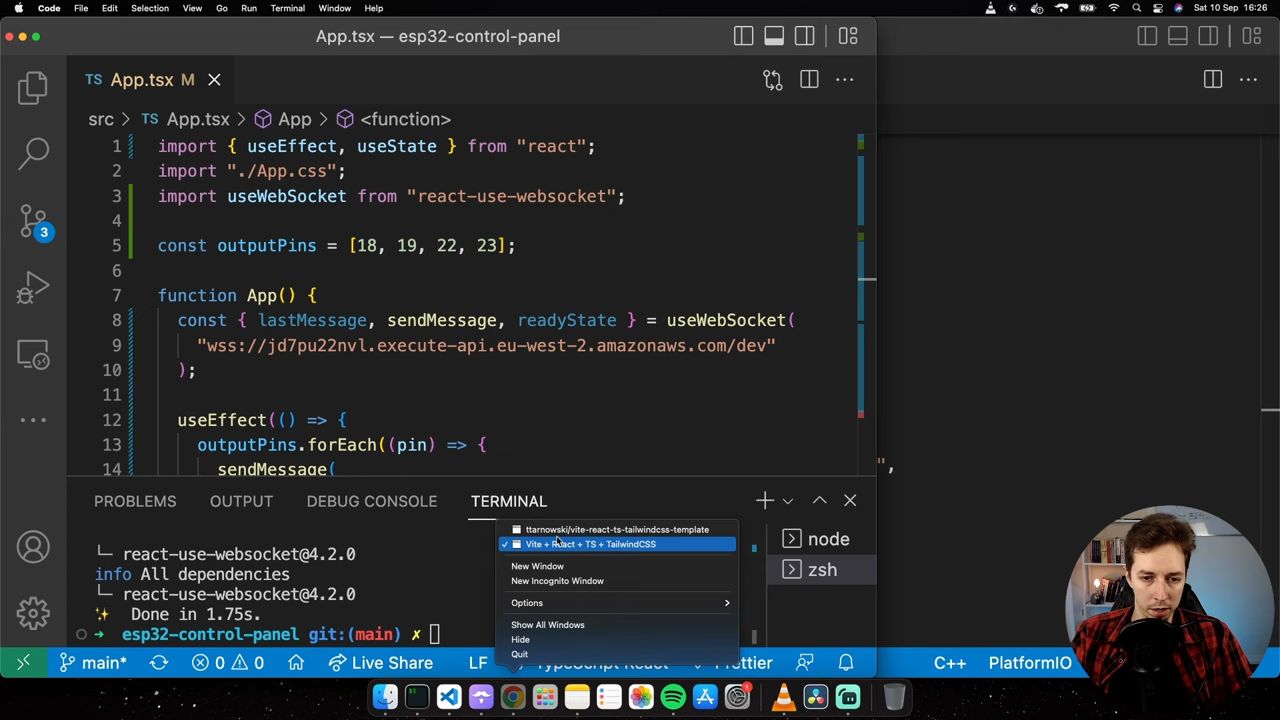 Code File Edit Selection View Go Run Terminal Window Help
Sat 10 Sep 16:26
App.tsx — esp32-control-panel
TS App.tsx M
src > TS App.tsx > App > <function>
1 import { useEffect, useState } from "react";
2 import "./App.css";
3 import useWebSocket from "react-use-websocket";
4
5 const outputPins = [18, 19, 22, 23];
6
7 function App() {
8 const { lastMessage, sendMessage, readyState } = useWebSocket(
9 "wss://jd7pu22nvl.execute-api.eu-west-2.amazonaws.com/dev"
10 );
11
12 useEffect(() => {
13 outputPins.forEach((pin) => {
14 sendMessage(
",
3
PROBLEMS OUTPUT DEBUG CONSOLE TERMINAL
└─ react-use-websocket@4.2.0
info All dependencies
└─ react-use-websocket@4.2.0
✨ Done in 1.75s.
➜ esp32-control-panel git:(main) ✗
node
zsh
ttarnowski/vite-react-ts-tailwindcss-template
✓ Vite + React + TS + TailwindCSS
New Window
New Incognito Window
Options >
Show All Windows
Hide
Quit
main* 0 0 Live Share LF TypeScript React Prettier C++ PlatformIO
1